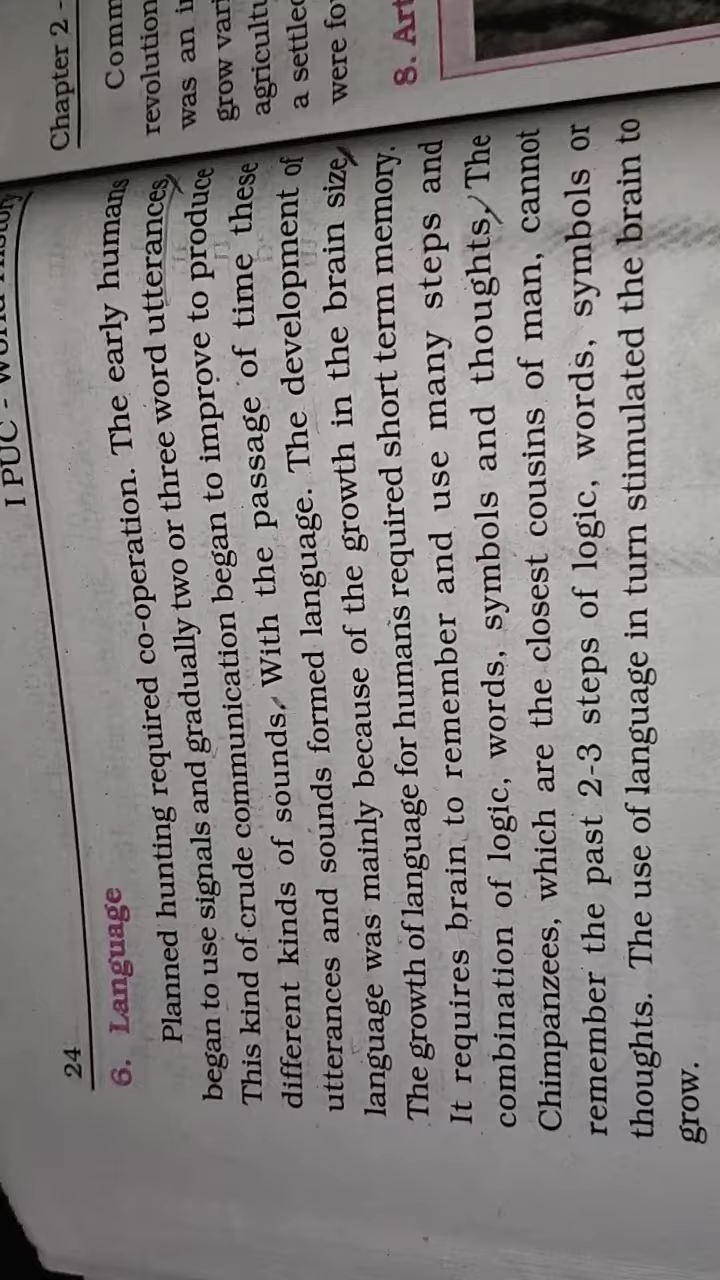 24
I PUC - World History
6. Language
Planned hunting required co-operation. The early humans
began to use signals and gradually two or three word utterances,
This kind of crude communication began to improve to produce
different kinds of sounds. With the passage of time these
utterances and sounds formed language. The development of
language was mainly because of the growth in the brain size,
The growth of language for humans required short term memory.
It requires brain to remember and use many steps and
combination of logic, words, symbols and thoughts, The
Chimpanzees, which are the closest cousins of man, cannot
remember the past 2-3 steps of logic, words, symbols or
thoughts. The use of language in turn stimulated the brain to
grow.
Chapter 2 -
Comm
revolution
was an i
grow vari
agricultu
a settled
were fo
8. Art